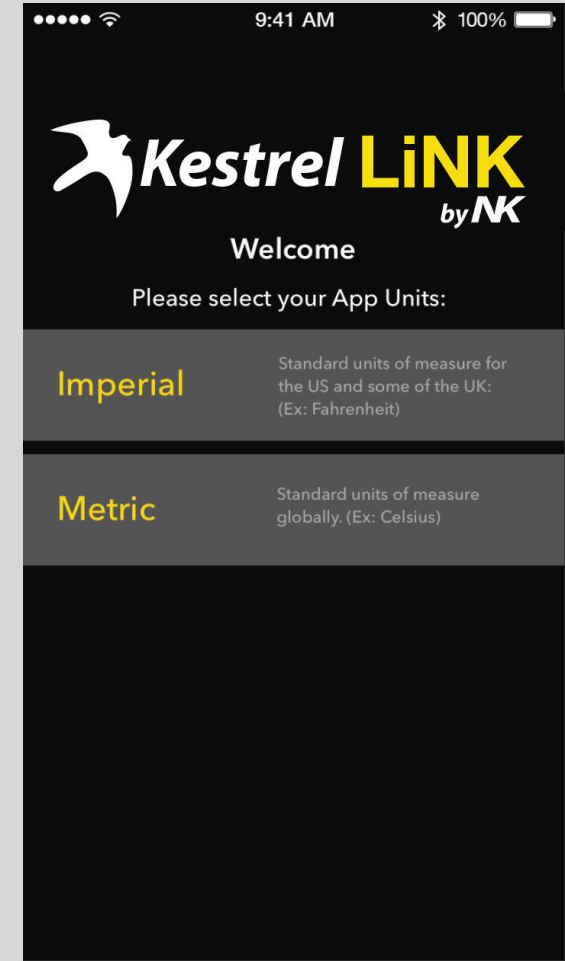 9:41 AM 100%
Kestrel LiNK
by NK
Welcome
Please select your App Units:
Imperial
Standard units of measure for
the US and some of the UK:
(Ex: Fahrenheit)
Metric
Standard units of measure
globally. (Ex: Celsius)